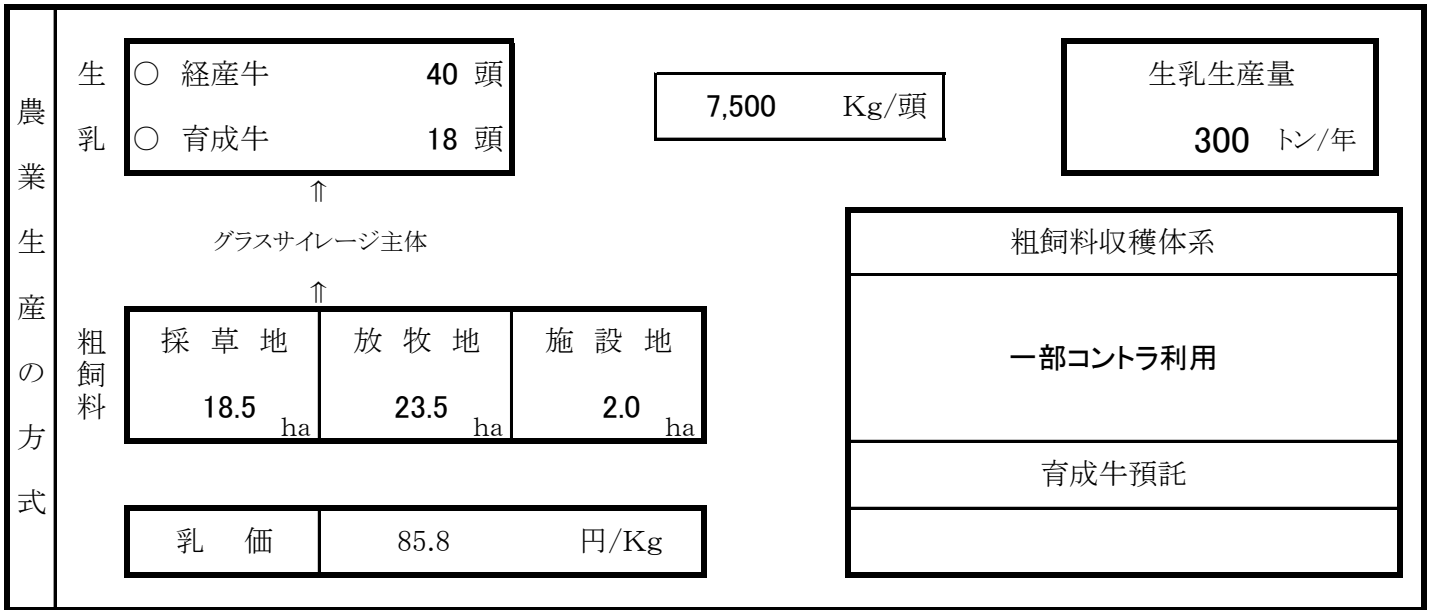 農業生産の方式
生乳
○ 経産牛 40 頭
○ 育成牛 18 頭
7,500 Kg/頭
生乳生産量
300 トン/年
⇑
グラスサイレージ主体
⇑
粗飼料
採草地 放牧地 施設地
18.5 ha 23.5 ha 2.0 ha
乳価 85.8 円/Kg
粗飼料収穫体系
一部コントラ利用
育成牛預託